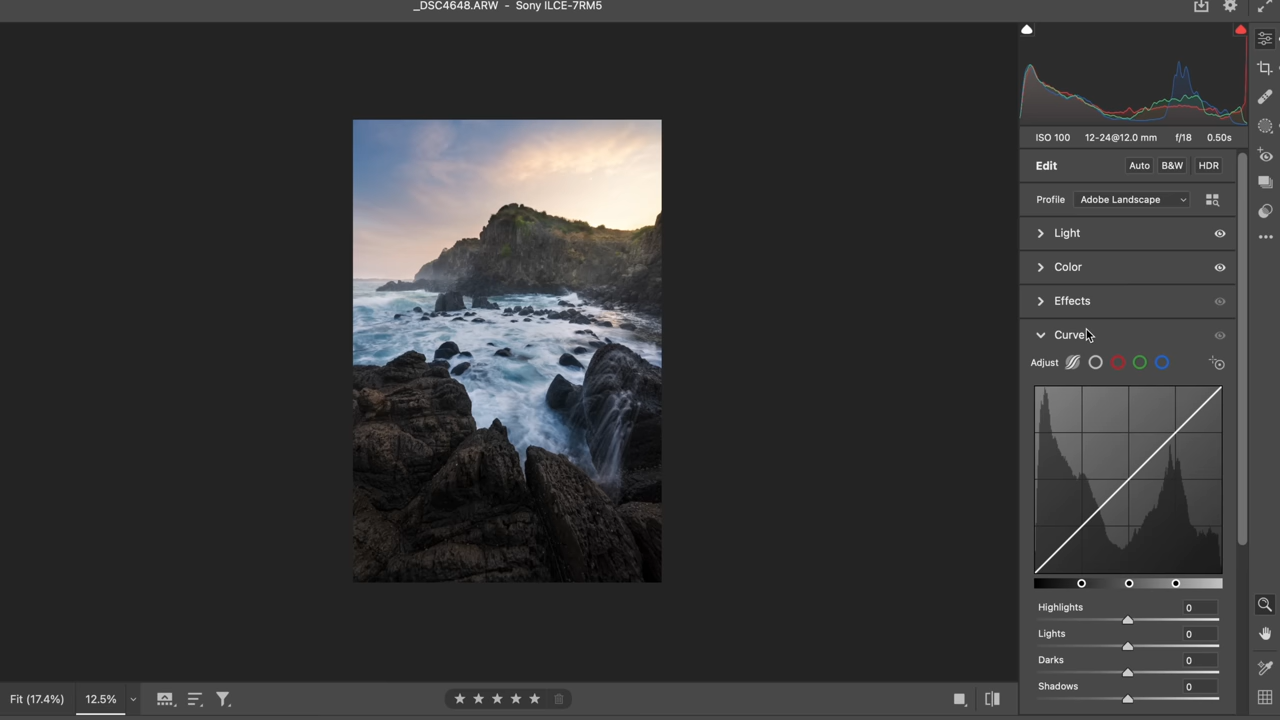 _DSC4648.ARW - Sony ILCE-7RM5
ISO 100 12-24@12.0 mm f/18 0.50s
Edit Auto B&W HDR
Profile Adobe Landscape
Light
Color
Effects
Curve
Adjust
Highlights 0
Lights 0
Darks 0
Shadows 0
Fit (17.4%) 12.5%